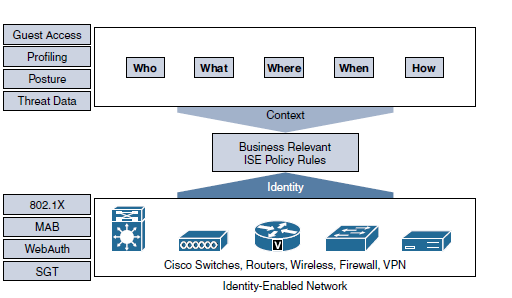 Guest Access
Profiling
Posture
Threat Data
Who What Where When How
Context
Business Relevant
ISE Policy Rules
Identity
802.1X
MAB
WebAuth
SGT
V
Cisco Switches, Routers, Wireless, Firewall, VPN
Identity-Enabled Network